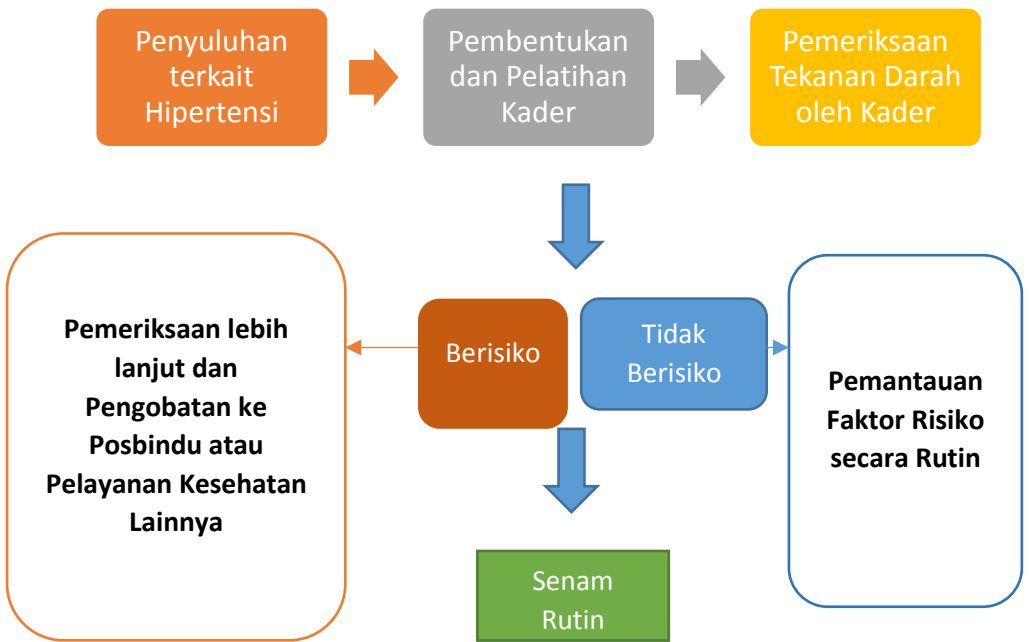 Penyuluhan
terkait
Hipertensi
Pembentukan
dan Pelatihan
Kader
Pemeriksaan
Tekanan Darah
oleh Kader
Pemeriksaan lebih
lanjut dan
Pengobatan ke
Posbindu atau
Pelayanan Kesehatan
Lainnya
Berisiko
Tidak
Berisiko
Pemantauan
Faktor Risiko
secara Rutin
Senam
Rutin